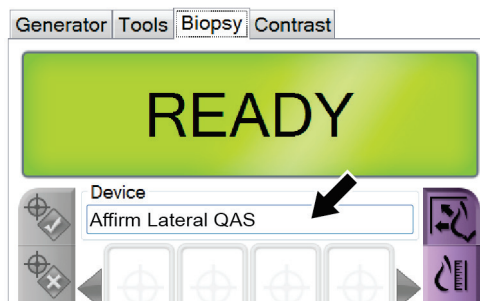 Generator Tools Biopsy Contrast
READY
Device
Affirm Lateral QAS